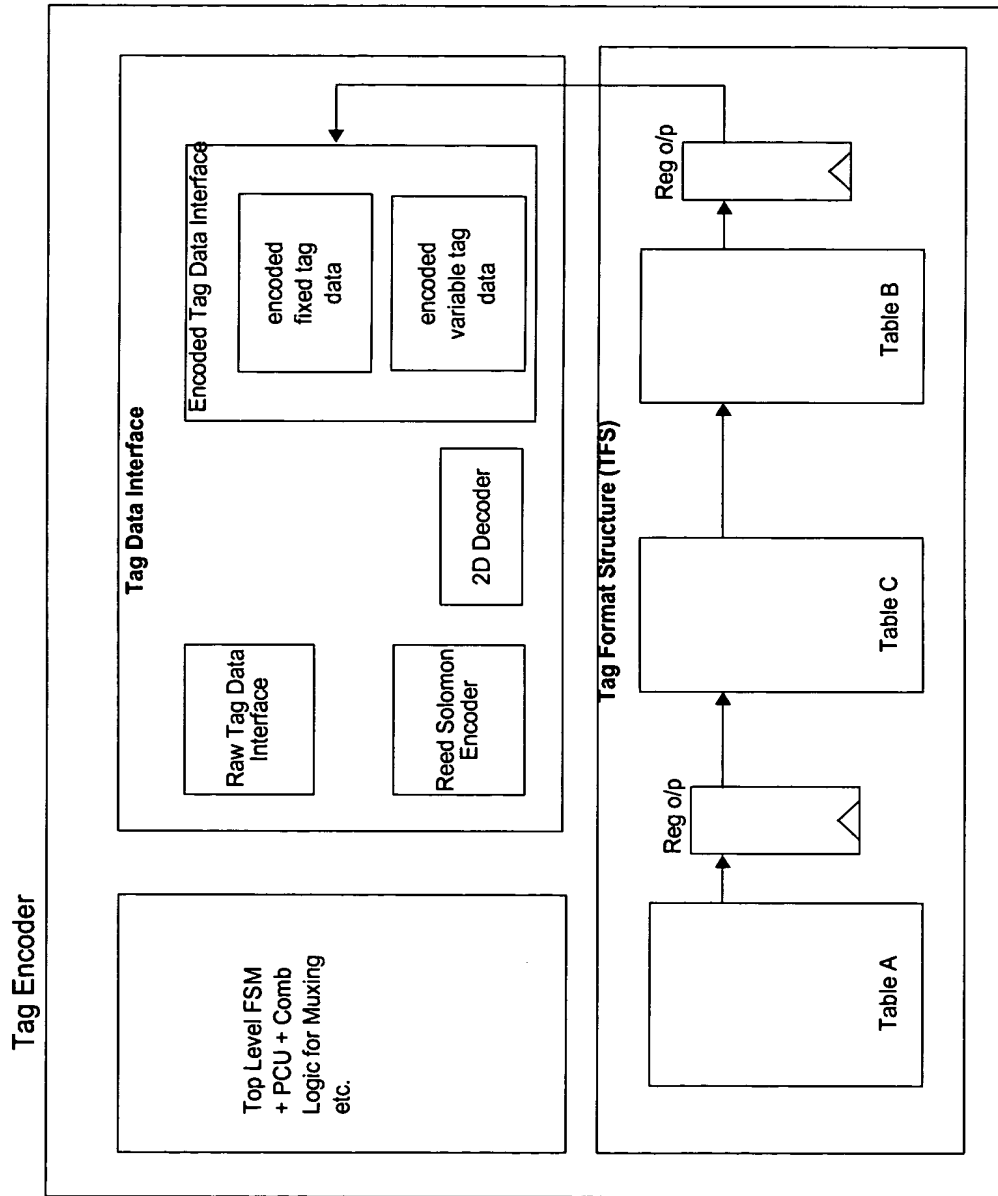 Tag Encoder
Top Level FSM
+ PCU + Comb
Logic for Muxing
etc.
Tag Data Interface
Raw Tag Data
Interface
Reed Solomon
Encoder
2D Decoder
Encoded Tag Data Interface
encoded
fixed tag
data
encoded
variable tag
data
Tag Format Structure (TFS)
Table A
Reg o/p
Table C
Table B
Reg o/p